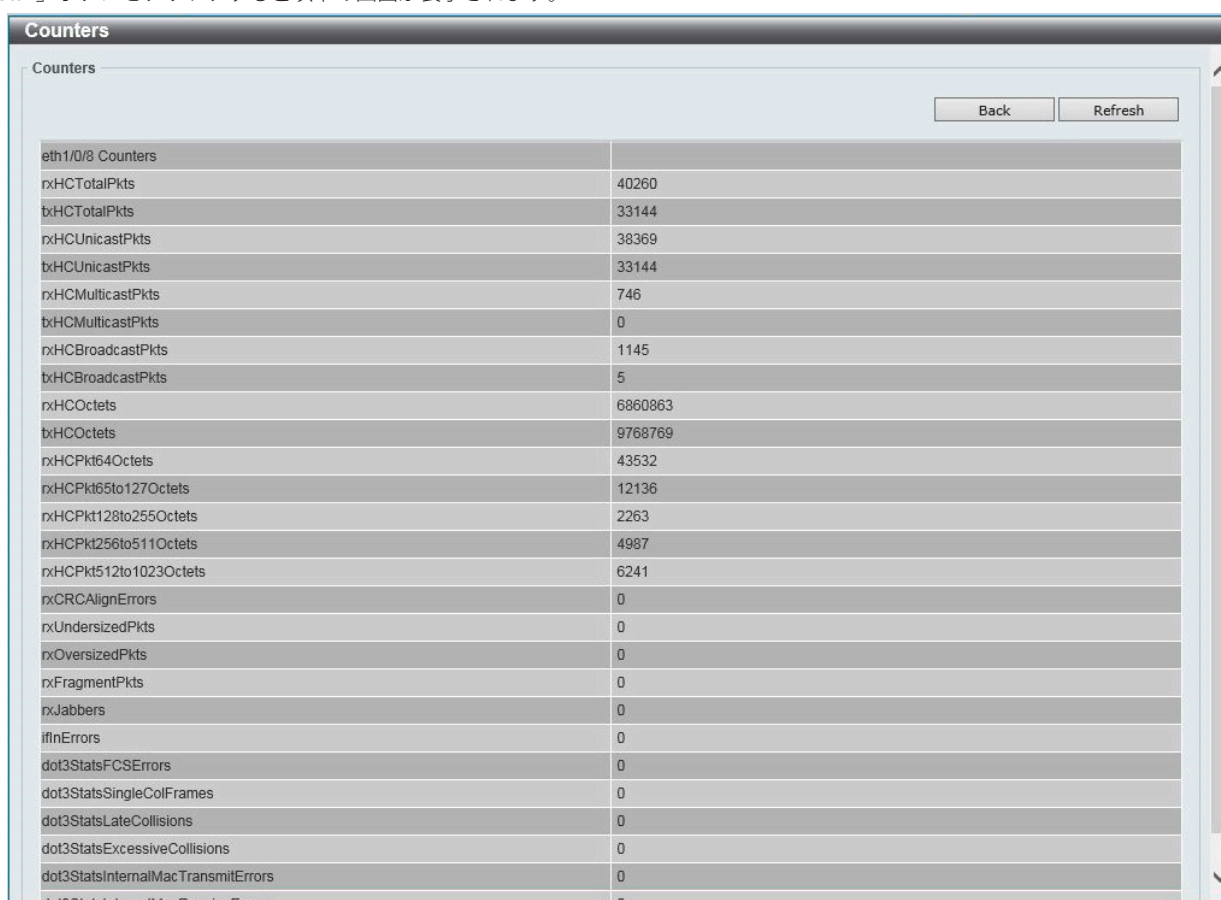 Counters
Counters
Back Refresh
eth1/0/8 Counters
rxHCTotalPkts 40260
txHCTotalPkts 33144
rxHCUnicastPkts 38369
txHCUnicastPkts 33144
rxHCMulticastPkts 746
txHCMulticastPkts 0
rxHCBroadcastPkts 1145
txHCBroadcastPkts 5
rxHCOctets 6860863
txHCOctets 9768769
rxHCPkt64Octets 43532
rxHCPkt65to127Octets 12136
rxHCPkt128to255Octets 2263
rxHCPkt256to511Octets 4987
rxHCPkt512to1023Octets 6241
rxCRCAlignErrors 0
rxUndersizedPkts 0
rxOversizedPkts 0
rxFragmentPkts 0
rxJabbers 0
ifInErrors 0
dot3StatsFCSErrors 0
dot3StatsSingleColFrames 0
dot3StatsLateCollisions 0
dot3StatsExcessiveCollisions 0
dot3StatsInternalMacTransmitErrors 0